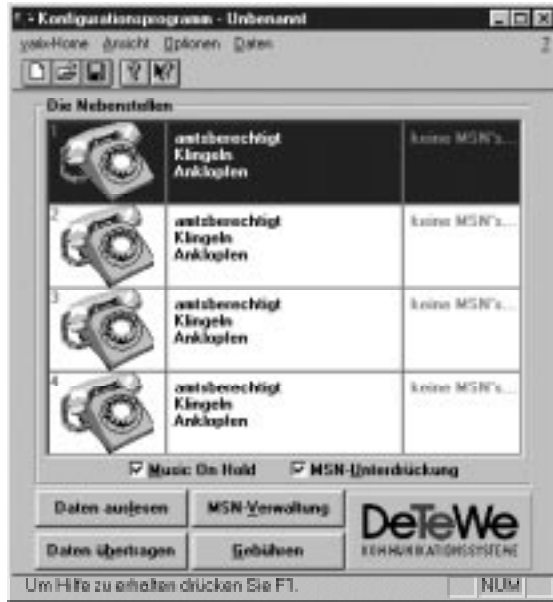 - Konfigurationsprogramm - Unbenannt
Ansicht Optionen Daten ?
Die Nebenstellen
1 amtsberechtigt keine MSN's...
Klingeln
Anklopfen
2 amtsberechtigt keine MSN's...
Klingeln
Anklopfen
3 amtsberechtigt keine MSN's...
Klingeln
Anklopfen
4 amtsberechtigt keine MSN's...
Klingeln
Anklopfen
Music On Hold MSN-Unterdrückung
Daten auslesen MSN-Verwaltung
Daten übertragen Gebühren
DeTeWe
KOMMUNIKATIONSSYSTEME
Um Hilfe zu erhalten drücken Sie F1. NUM